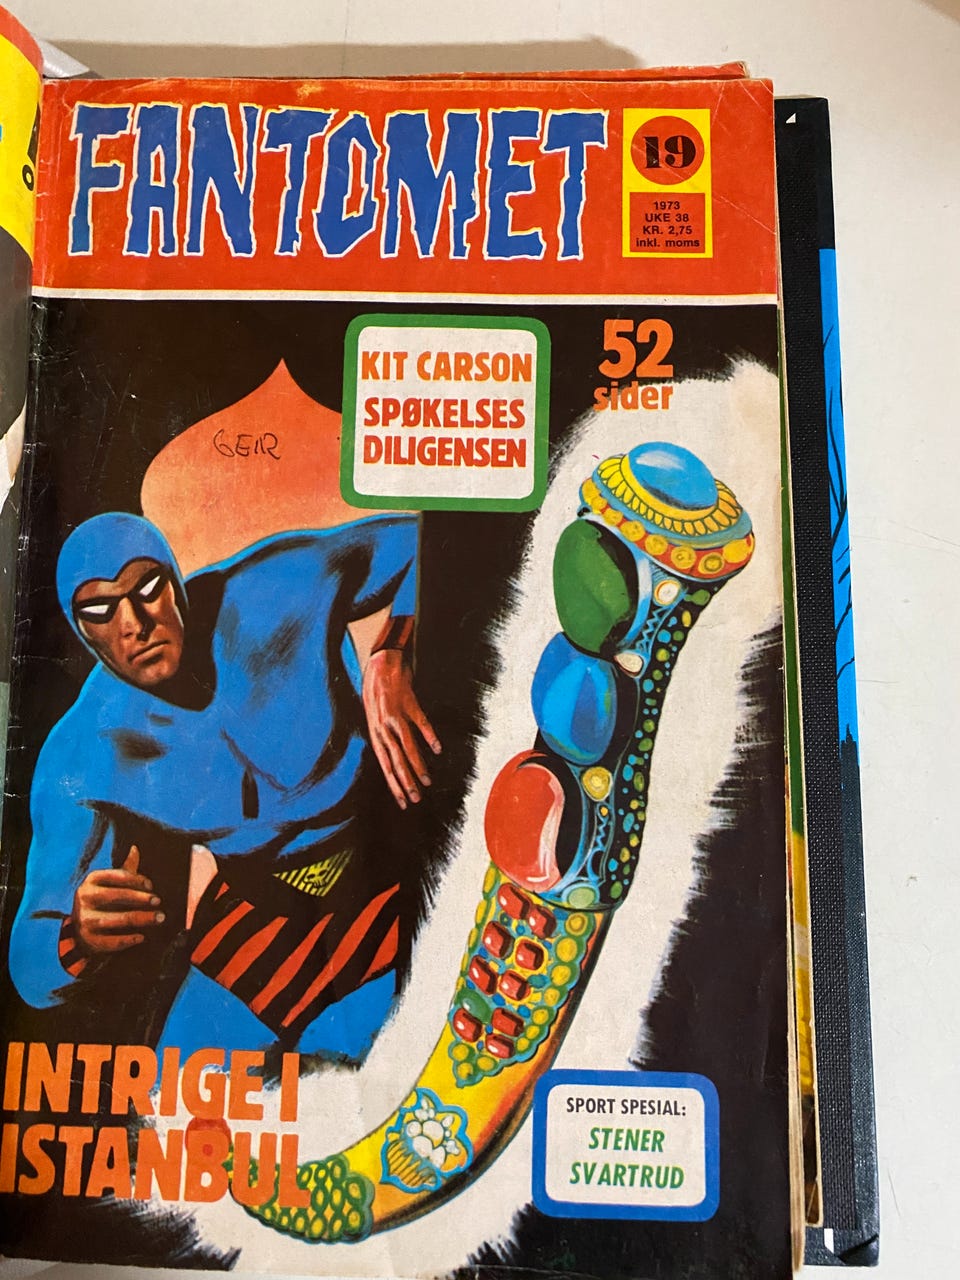 FANTOMET
19
1973
UKE 38
KR. 2,75
inkl. moms
KIT CARSON
SPØKELSES
DILIGENSEN
52
sider
GEIR
INTRIGE I
ISTANBUL
SPORT SPESIAL:
STENER
SVARTRUD